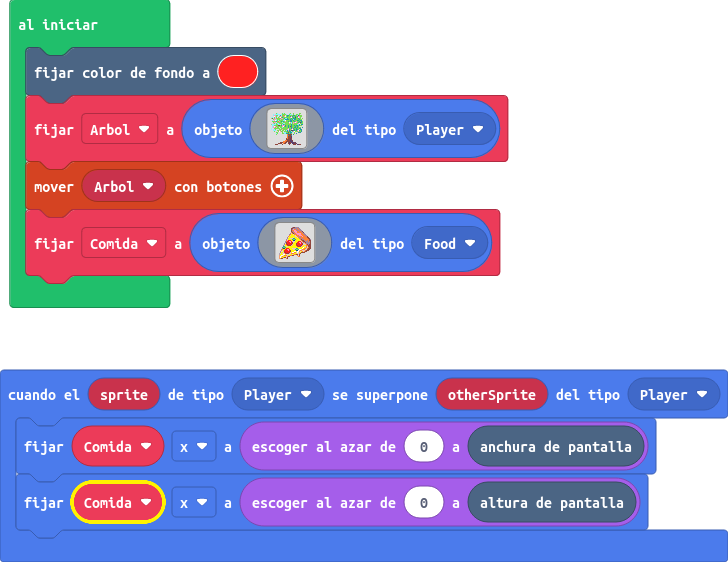 al iniciar
fijar color de fondo a
fijar Arbol a objeto del tipo Player
mover Arbol con botones
fijar Comida a objeto del tipo Food
cuando el sprite de tipo Player se superpone otherSprite del tipo Player
fijar Comida x a escoger al azar de 0 a anchura de pantalla
fijar Comida x a escoger al azar de 0 a altura de pantalla